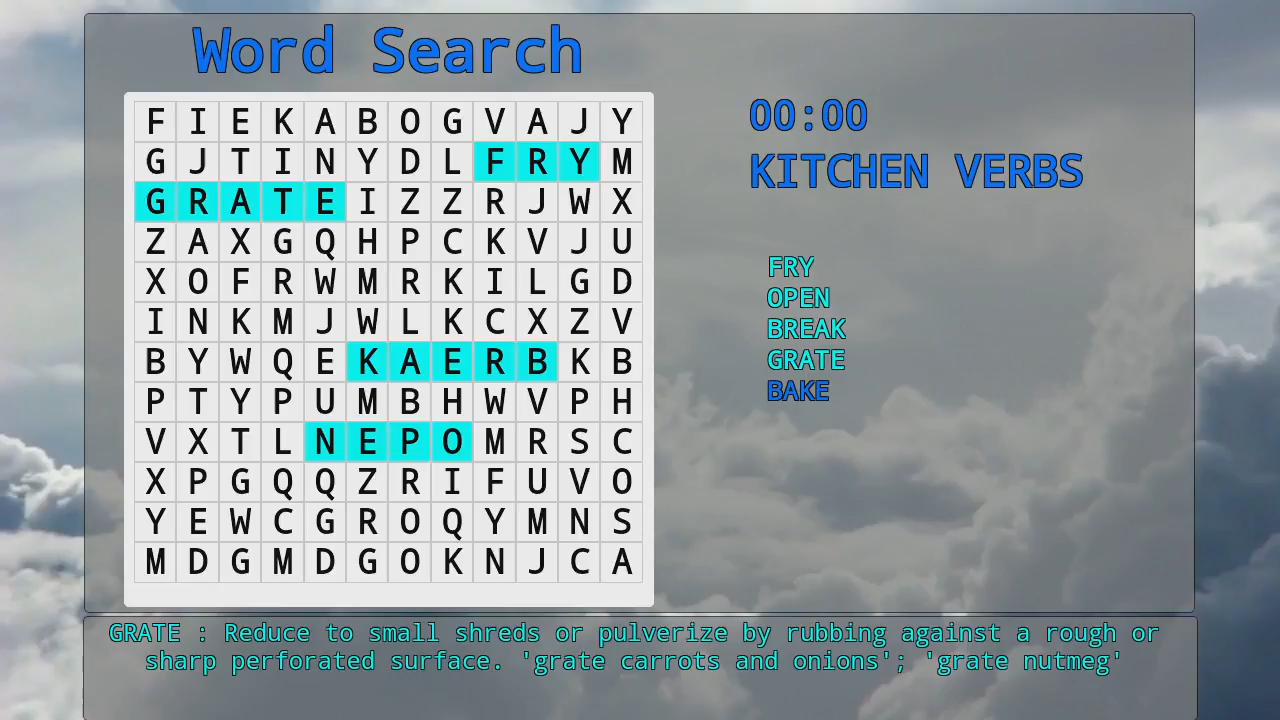 Word Search
F I E K A B O G V A J Y
G J T I N Y D L F R Y M
G R A T E I Z Z R J W X
Z A X G Q H P C K V J U
X O F R W M R K I L G D
I N K M J W L K C X Z V
B Y W Q E K A E R B K B
P T Y P U M B H W V P H
V X T L N E P O M R S C
X P G Q Q Z R I F U V O
Y E W C G R O Q Y M N S
M D G M D G O K N J C A
00:00
KITCHEN VERBS
FRY
OPEN
BREAK
GRATE
BAKE
GRATE : Reduce to small shreds or pulverize by rubbing against a rough or
sharp perforated surface. 'grate carrots and onions'; 'grate nutmeg'